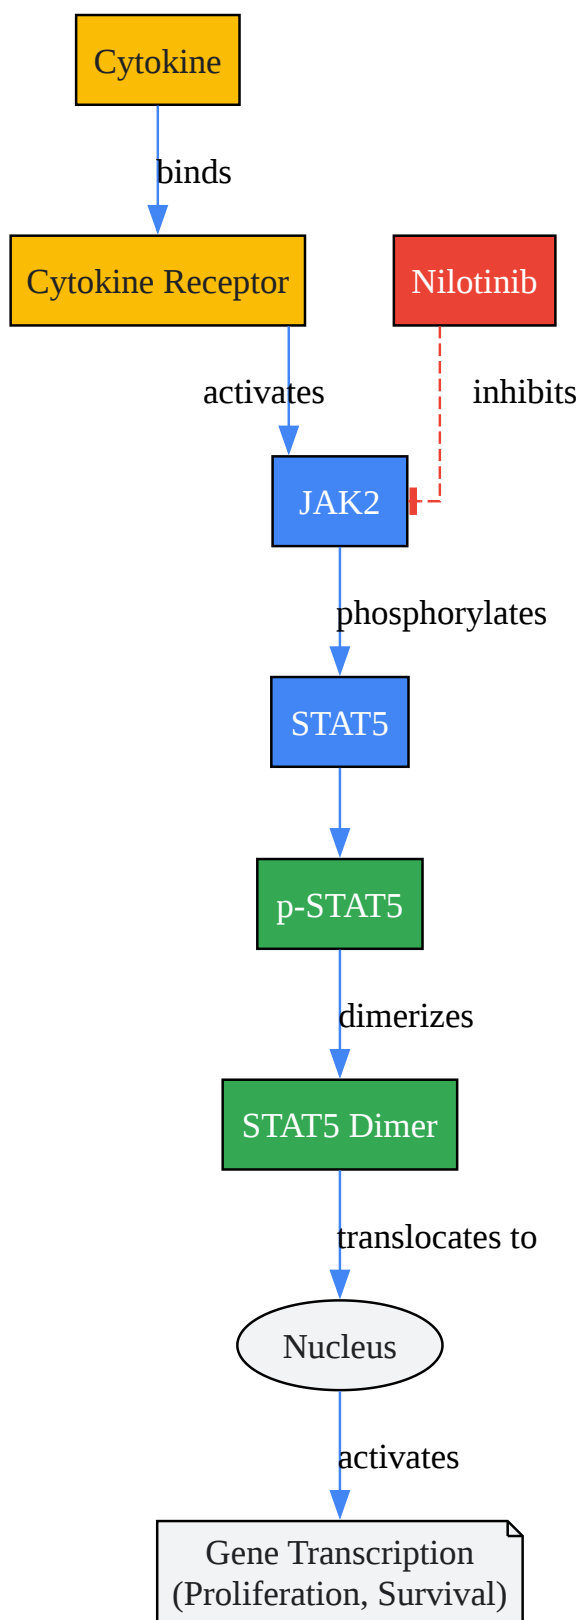 Cytokine
binds
Cytokine Receptor
Nilotinib
activates
inhibits
JAK2
phosphorylates
STAT5
p-STAT5
dimerizes
STAT5 Dimer
translocates to
Nucleus
activates
Gene Transcription
(Proliferation, Survival)